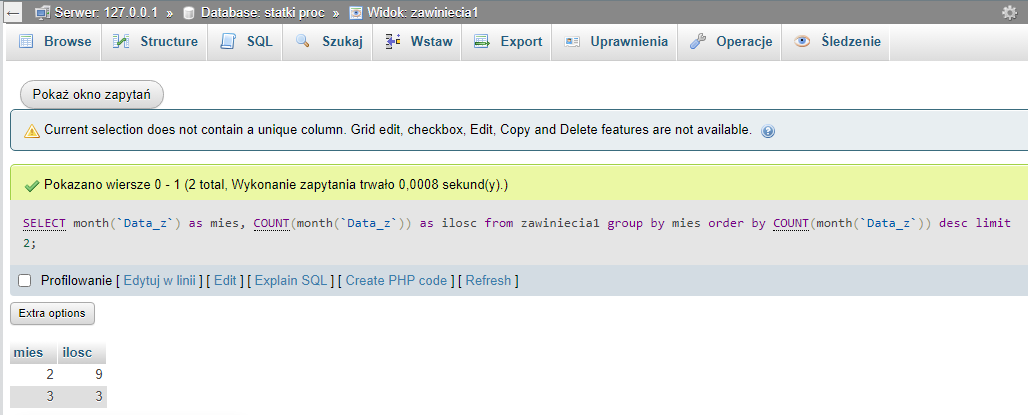 Serwer: 127.0.0.1 » Database: statki proc » Widok: zawiniecia1
Browse Structure SQL Szukaj Wstaw Export Uprawnienia Operacje Śledzenie
Pokaż okno zapytań
Current selection does not contain a unique column. Grid edit, checkbox, Edit, Copy and Delete features are not available.
Pokazano wiersze 0 - 1 (2 total, Wykonanie zapytania trwało 0,0008 sekund(y).)
SELECT month(`Data_z`) as mies, COUNT(month(`Data_z`)) as ilosc from zawiniecia1 group by mies order by COUNT(month(`Data_z`)) desc limit
2;
Profilowanie [ Edytuj w linii ] [ Edit ] [ Explain SQL ] [ Create PHP code ] [ Refresh ]
Extra options
mies ilosc
2 9
3 3